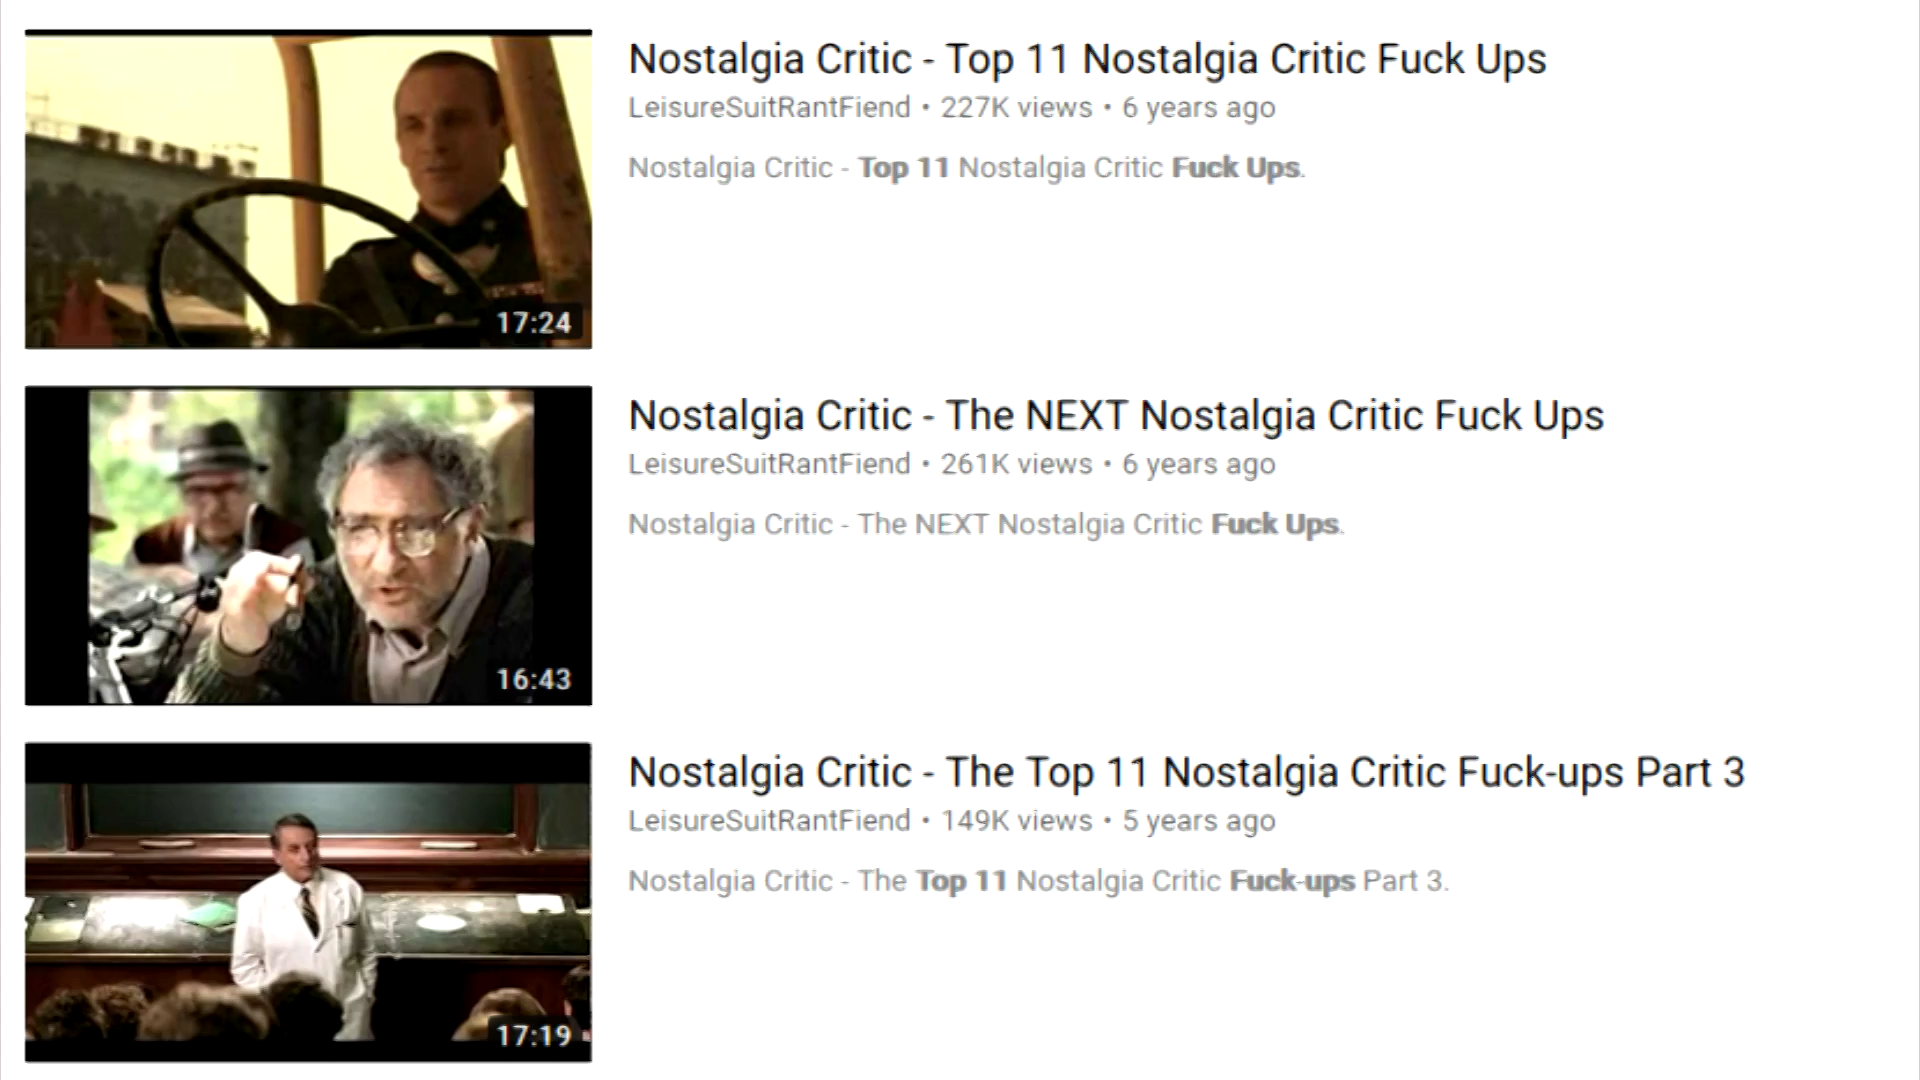 Nostalgia Critic - Top 11 Nostalgia Critic Fuck Ups
LeisureSuitRantFiend • 227K views • 6 years ago
Nostalgia Critic - Top 11 Nostalgia Critic Fuck Ups.
17:24
Nostalgia Critic - The NEXT Nostalgia Critic Fuck Ups
LeisureSuitRantFiend • 261K views • 6 years ago
Nostalgia Critic - The NEXT Nostalgia Critic Fuck Ups.
16:43
Nostalgia Critic - The Top 11 Nostalgia Critic Fuck-ups Part 3
LeisureSuitRantFiend • 149K views • 5 years ago
Nostalgia Critic - The Top 11 Nostalgia Critic Fuck-ups Part 3.
17:19